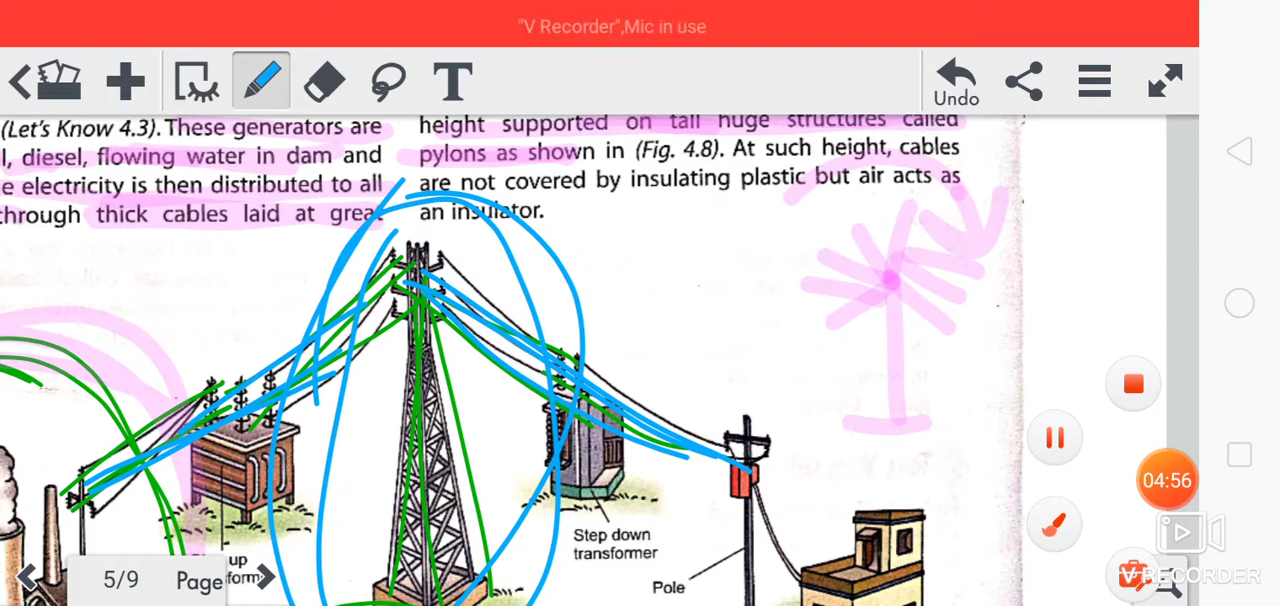 "V Recorder",Mic in use
T
Undo
(Let's Know 4.3). These generators are
l, diesel, flowing water in dam and
e electricity is then distributed to all
through thick cables laid at great
height supported on tall huge structures called
pylons as shown in (Fig. 4.8). At such height, cables
are not covered by insulating plastic but air acts as
an insulator.
04:56
Step down
transformer
Pole
up
form
5/9 Page
V RECORDER